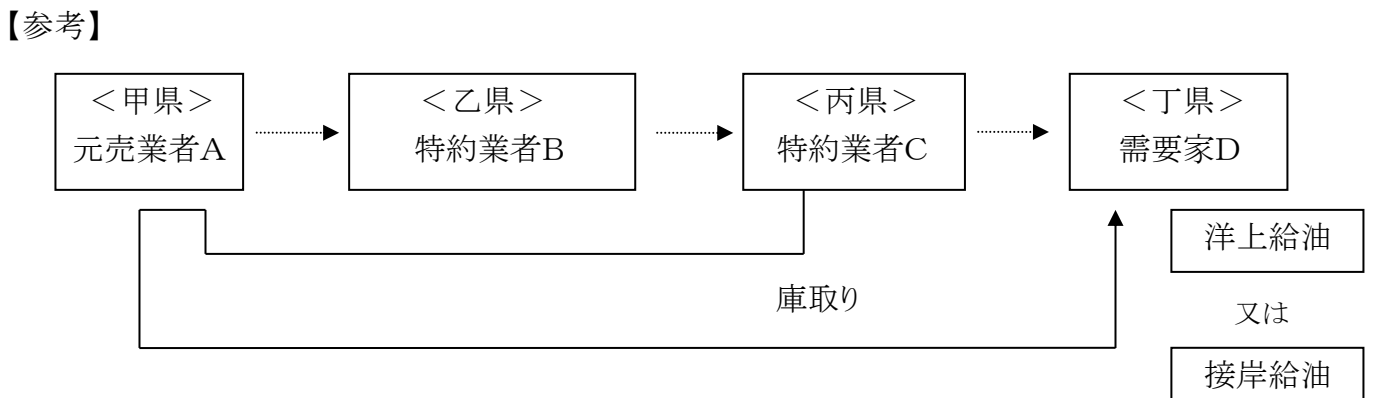 【参考】
＜甲県＞
元売業者A
＜乙県＞
特約業者B
＜丙県＞
特約業者C
＜丁県＞
需要家D
洋上給油
庫取り
又は
接岸給油